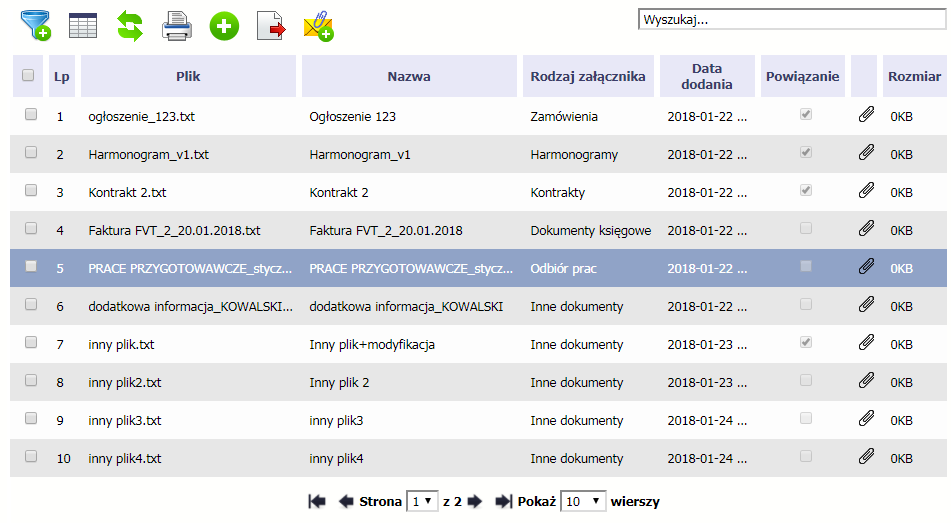 Wyszukaj...
Lp Plik Nazwa Rodzaj załącznika Data dodania Powiązanie Rozmiar
1 ogłoszenie_123.txt Ogłoszenie 123 Zamówienia 2018-01-22 ... 0KB
2 Harmonogram_v1.txt Harmonogram_v1 Harmonogramy 2018-01-22 ... 0KB
3 Kontrakt 2.txt Kontrakt 2 Kontrakty 2018-01-22 ... 0KB
4 Faktura FVT_2_20.01.2018.txt Faktura FVT_2_20.01.2018 Dokumenty księgowe 2018-01-22 ... 0KB
5 PRACE PRZYGOTOWAWCZE_stycz... PRACE PRZYGOTOWAWCZE_stycz... Odbiór prac 2018-01-22 ... 0KB
6 dodatkowa informacja_KOWALSKI... dodatkowa informacja_KOWALSKI Inne dokumenty 2018-01-22 ... 0KB
7 inny plik.txt Inny plik+modyfikacja Inne dokumenty 2018-01-23 ... 0KB
8 inny plik2.txt Inny plik 2 Inne dokumenty 2018-01-23 ... 0KB
9 inny plik3.txt inny plik3 Inne dokumenty 2018-01-24 ... 0KB
10 inny plik4.txt inny plik4 Inne dokumenty 2018-01-24 ... 0KB
Strona 1 z 2 Pokaż 10 wierszy